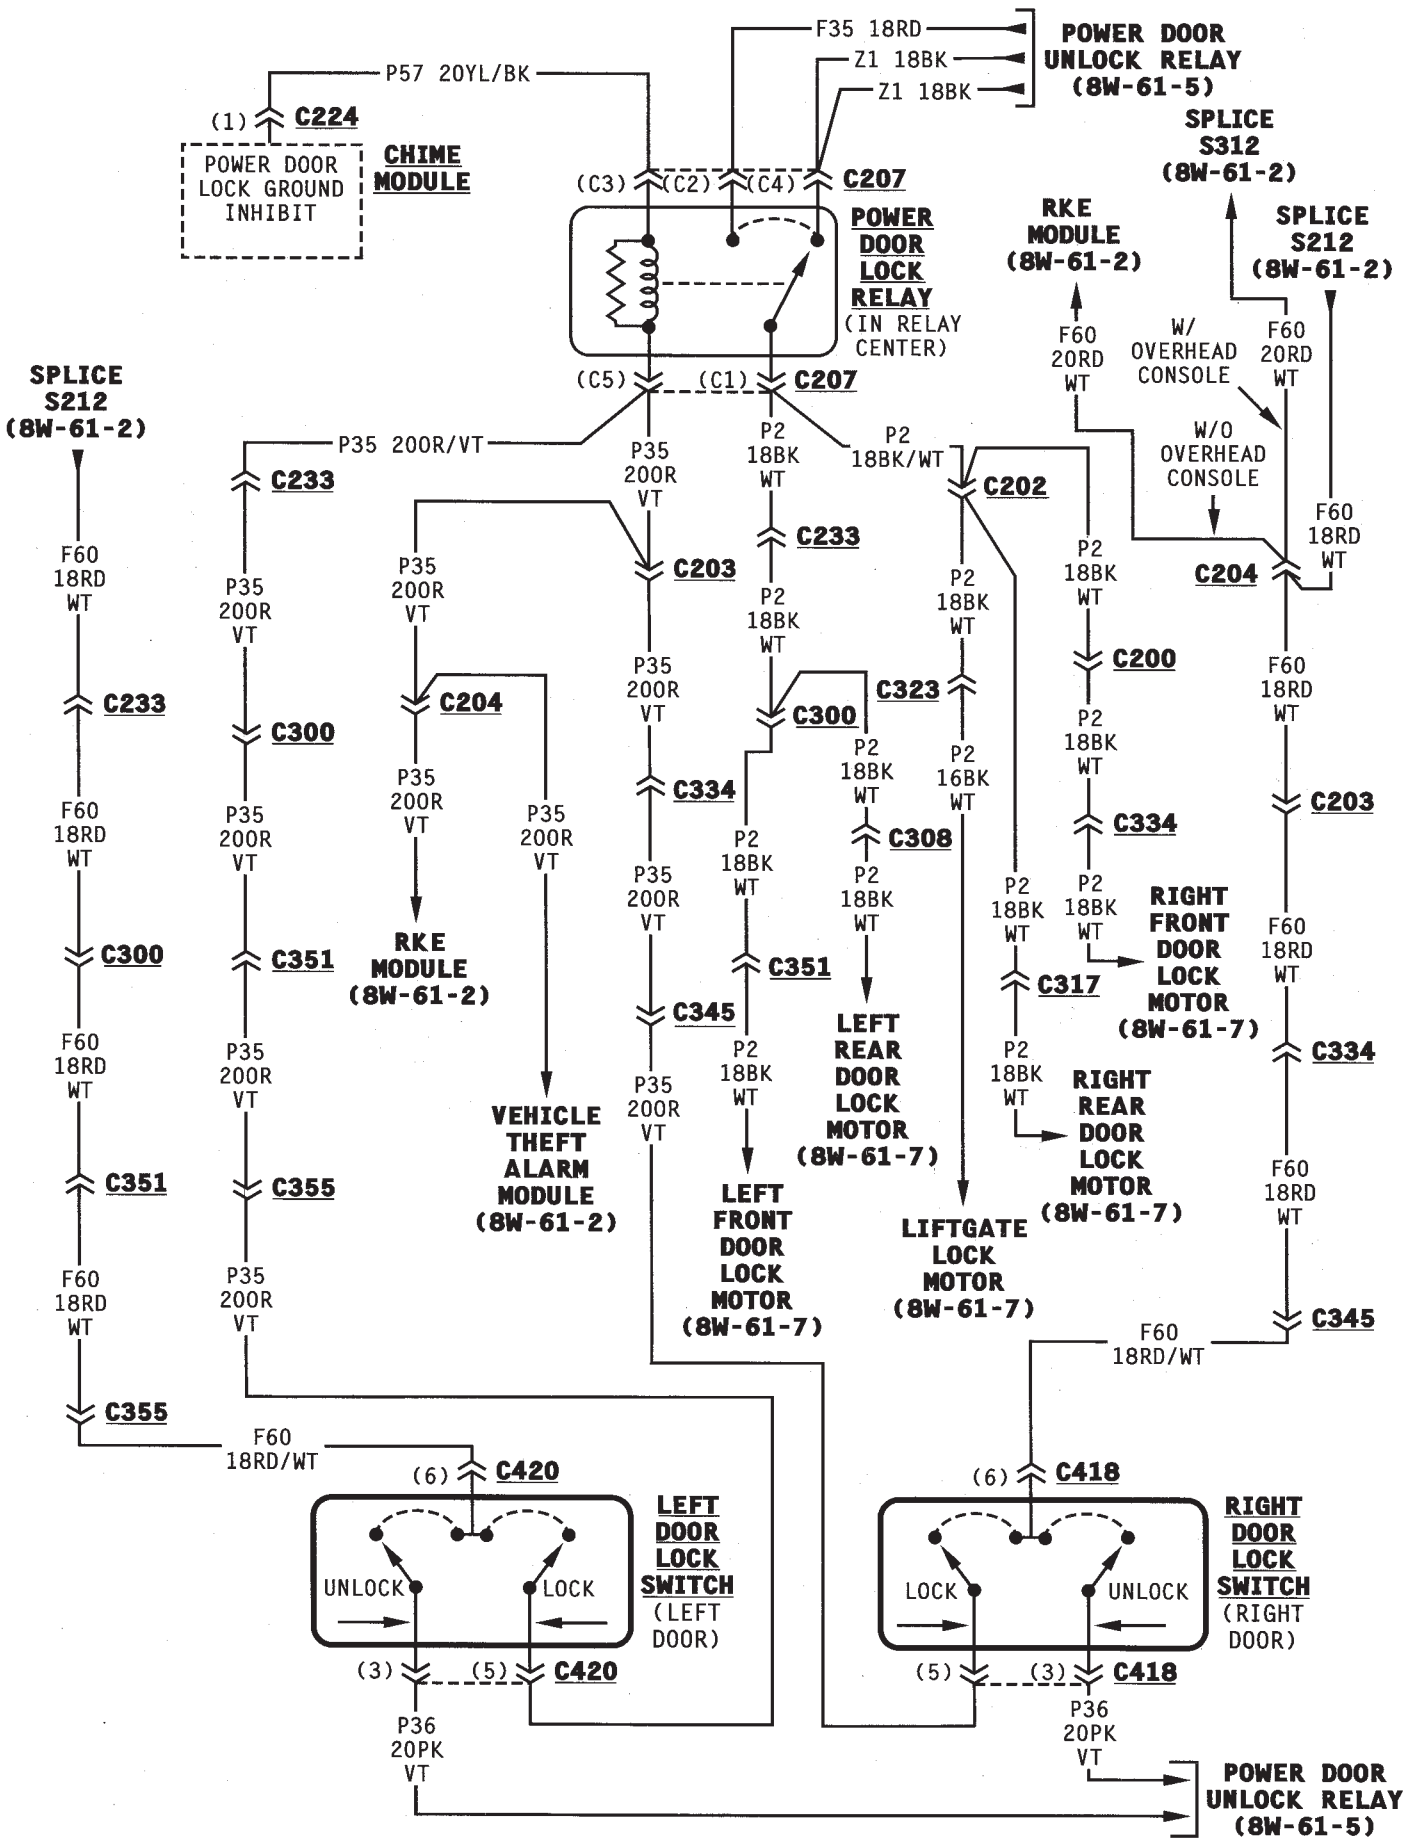 F35 18RD
Z1 18BK
Z1 18BK
POWER DOOR
UNLOCK RELAY
(8W-61-5)
P57 20YL/BK
(1)
C224
POWER DOOR
LOCK GROUND
INHIBIT
CHIME
MODULE
(C3)
(C2)
(C4)
C207
POWER
DOOR
LOCK
RELAY
(IN RELAY
CENTER)
(C5)
(C1)
C207
SPLICE
S312
(8W-61-2)
RKE
MODULE
(8W-61-2)
SPLICE
S212
(8W-61-2)
F60
20RD
WT
W/
OVERHEAD
CONSOLE
F60
20RD
WT
W/O
OVERHEAD
CONSOLE
F60
18RD
WT
C204
SPLICE
S212
(8W-61-2)
F60
18RD
WT
C233
F60
18RD
WT
C300
F60
18RD
WT
C351
F60
18RD
WT
C355
F60
18RD/WT
P35 20OR/VT
C233
P35
20OR
VT
C300
P35
20OR
VT
C351
P35
20OR
VT
C355
P35
20OR
VT
P35
20OR
VT
C204
P35
20OR
VT
RKE
MODULE
(8W-61-2)
P35
20OR
VT
VEHICLE
THEFT
ALARM
MODULE
(8W-61-2)
P35
20OR
VT
C203
P35
20OR
VT
C334
P35
20OR
VT
C345
P35
20OR
VT
P2
18BK
WT
C233
P2
18BK
WT
C300
P2
18BK
WT
C351
P2
18BK
WT
LEFT
FRONT
DOOR
LOCK
MOTOR
(8W-61-7)
P2
18BK
WT
C308
P2
18BK
WT
LEFT
REAR
DOOR
LOCK
MOTOR
(8W-61-7)
P2
18BK/WT
C202
P2
18BK
WT
C323
P2
16BK
WT
LIFTGATE
LOCK
MOTOR
(8W-61-7)
P2
18BK
WT
C317
P2
18BK
WT
RIGHT
REAR
DOOR
LOCK
MOTOR
(8W-61-7)
P2
18BK
WT
C200
P2
18BK
WT
C334
P2
18BK
WT
RIGHT
FRONT
DOOR
LOCK
MOTOR
(8W-61-7)
F60
18RD
WT
C203
F60
18RD
WT
C334
F60
18RD
WT
C345
F60
18RD/WT
(6)
C420
UNLOCK
LOCK
LEFT
DOOR
LOCK
SWITCH
(LEFT
DOOR)
(3)
(5)
C420
P36
20PK
VT
(6)
C418
LOCK
UNLOCK
RIGHT
DOOR
LOCK
SWITCH
(RIGHT
DOOR)
(5)
(3)
C418
P36
20PK
VT
POWER DOOR
UNLOCK RELAY
(8W-61-5)